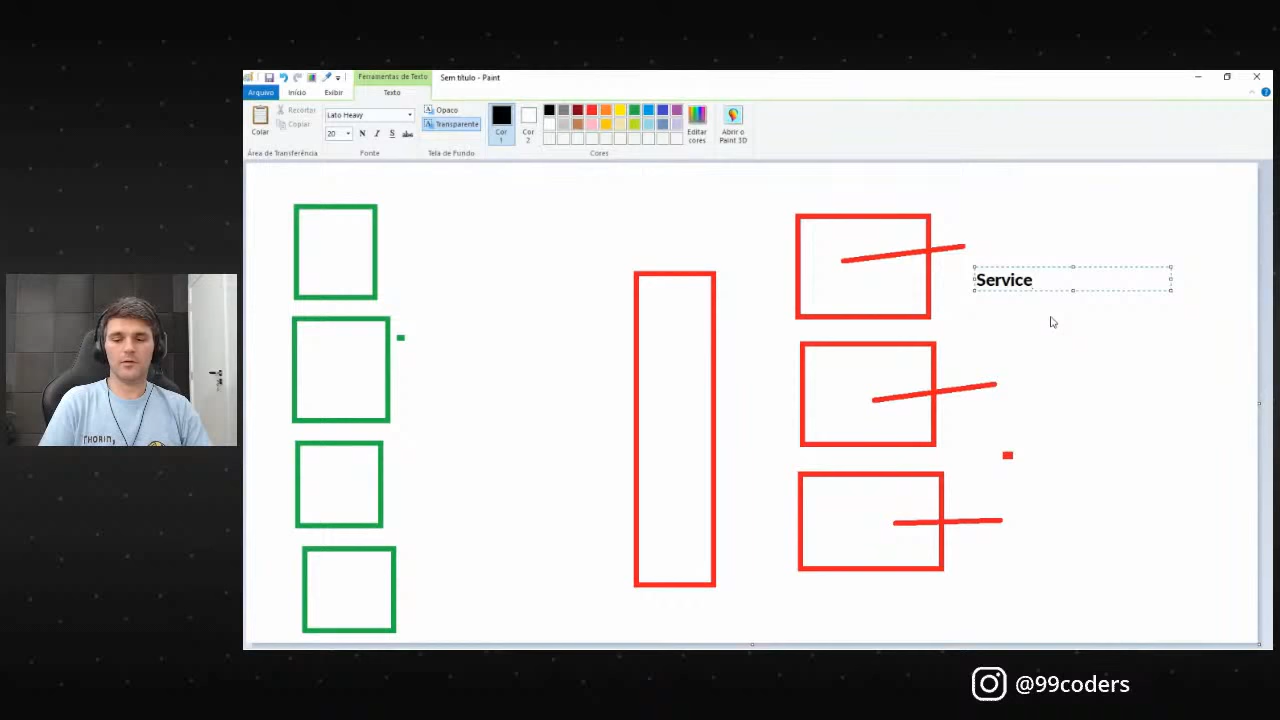 Ferramentas de Texto
Sem título - Paint
Arquivo
Início
Exibir
Texto
Colar
Recortar
Copiar
Área de Transferência
Lato Heavy
20
N
I
S
abc
Fonte
Opaco
Transparente
Tela de Fundo
Cor
1
Cor
2
Cores
Editar
cores
Abrir o
Paint 3D
Service
THORIN,
@99coders